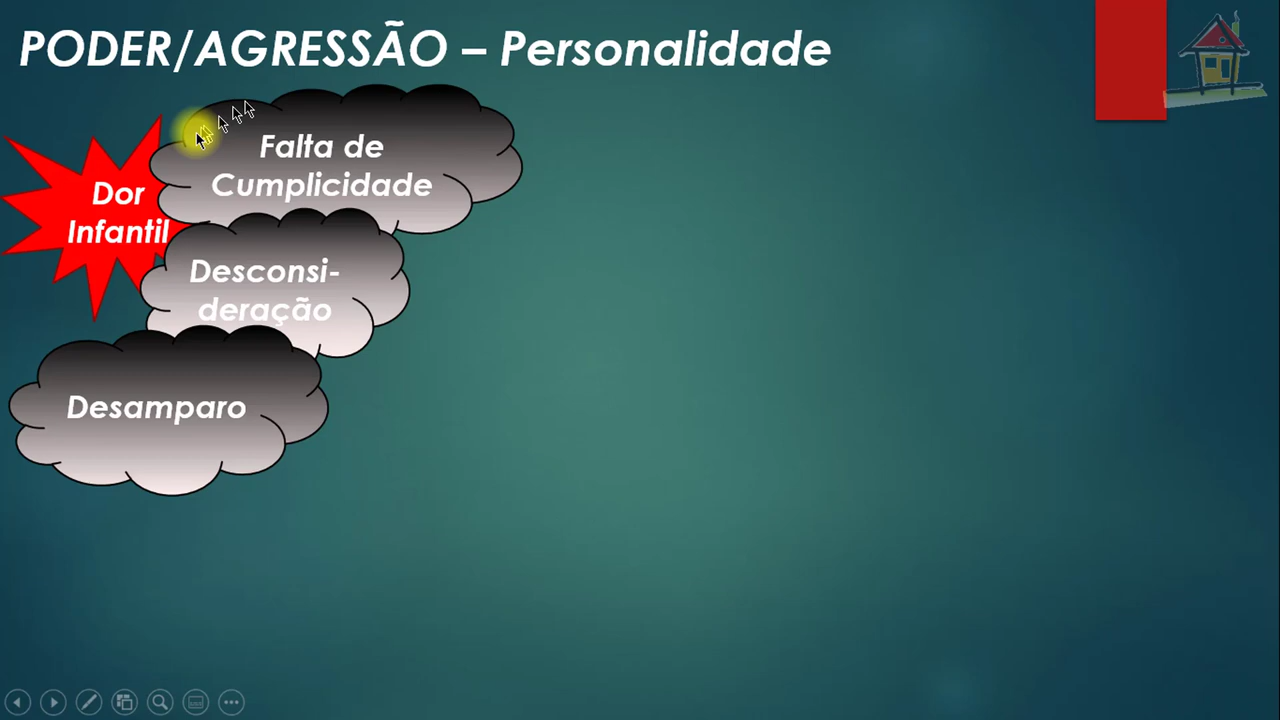 PODER/AGRESSÃO – Personalidade
Falta de
Cumplicidade
Dor
Infantil
Desconsi-
deração
Desamparo